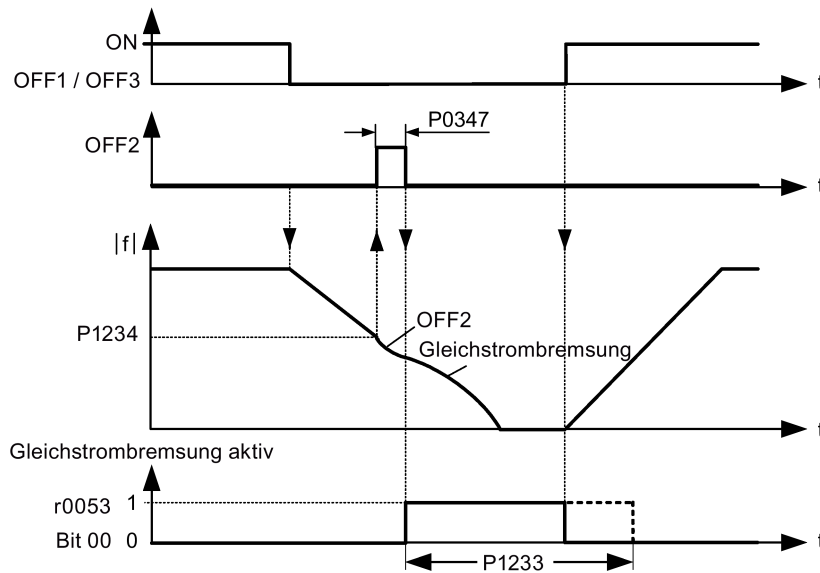 ON
OFF1 / OFF3
t
P0347
OFF2
t
|f|
P1234
OFF2
Gleichstrombremsung
t
Gleichstrombremsung aktiv
r0053 1
Bit 00 0
t
P1233